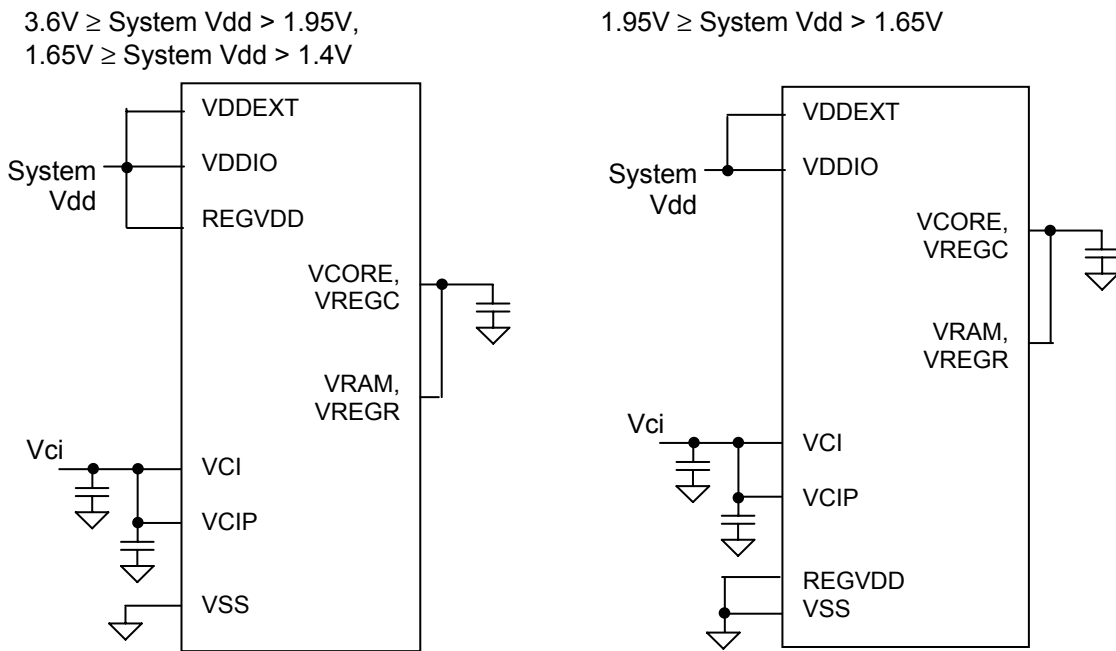 3.6V ≥ System Vdd > 1.95V,
1.65V ≥ System Vdd > 1.4V
VDDEXT
System
Vdd
VDDIO
REGVDD
VCORE,
VREGC
VRAM,
VREGR
Vci
VCI
VCIP
VSS
1.95V ≥ System Vdd > 1.65V
VDDEXT
System
Vdd
VDDIO
VCORE,
VREGC
VRAM,
VREGR
Vci
VCI
VCIP
REGVDD
VSS